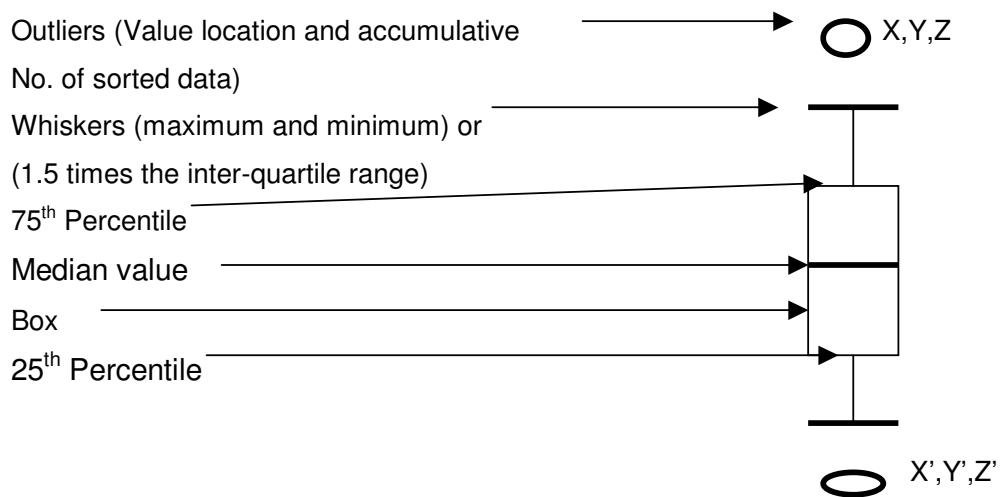 Outliers (Value location and accumulative
No. of sorted data)
X,Y,Z
Whiskers (maximum and minimum) or
(1.5 times the inter-quartile range)
75th Percentile
Median value
Box
25th Percentile
X',Y',Z'